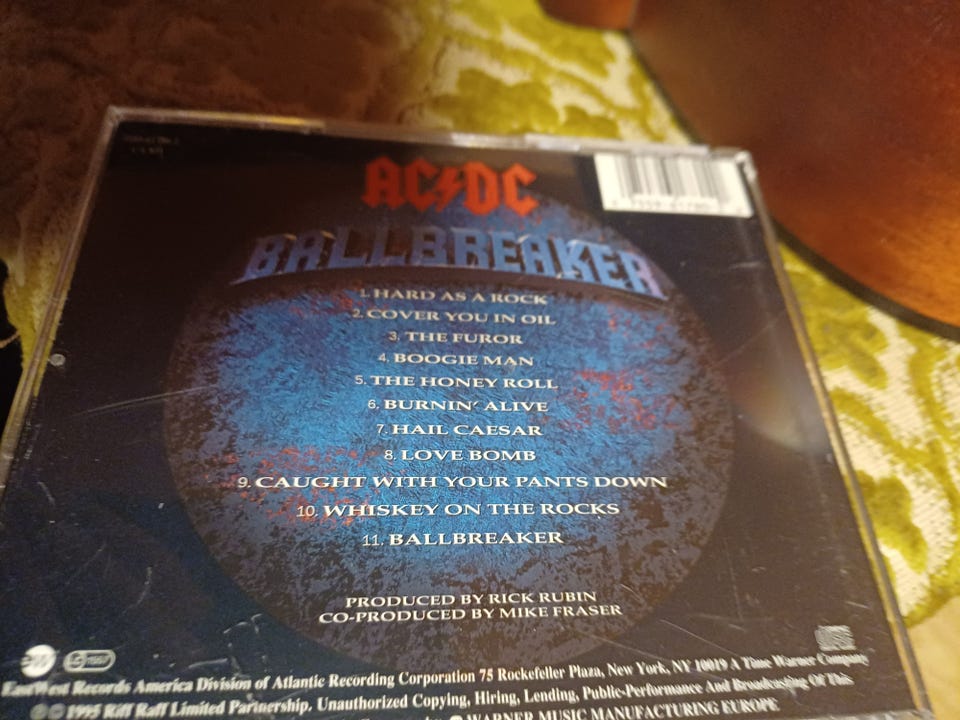 AC/DC
BALLBREAKER
1. HARD AS A ROCK
2. COVER YOU IN OIL
3. THE FUROR
4. BOOGIE MAN
5. THE HONEY ROLL
6. BURNIN' ALIVE
7. HAIL CAESAR
8. LOVE BOMB
9. CAUGHT WITH YOUR PANTS DOWN
10. WHISKEY ON THE ROCKS
11. BALLBREAKER
PRODUCED BY RICK RUBIN
CO-PRODUCED BY MIKE FRASER
EastWest Records America Division of Atlantic Recording Corporation 75 Rockefeller Plaza, New York, NY 10019 A Time Warner Company
1995 Riff Raff Limited Partnership. Unauthorized Copying, Hiring, Lending, Public-Performance And Broadcasting Of This
WARNER MUSIC MANUFACTURING EUROPE